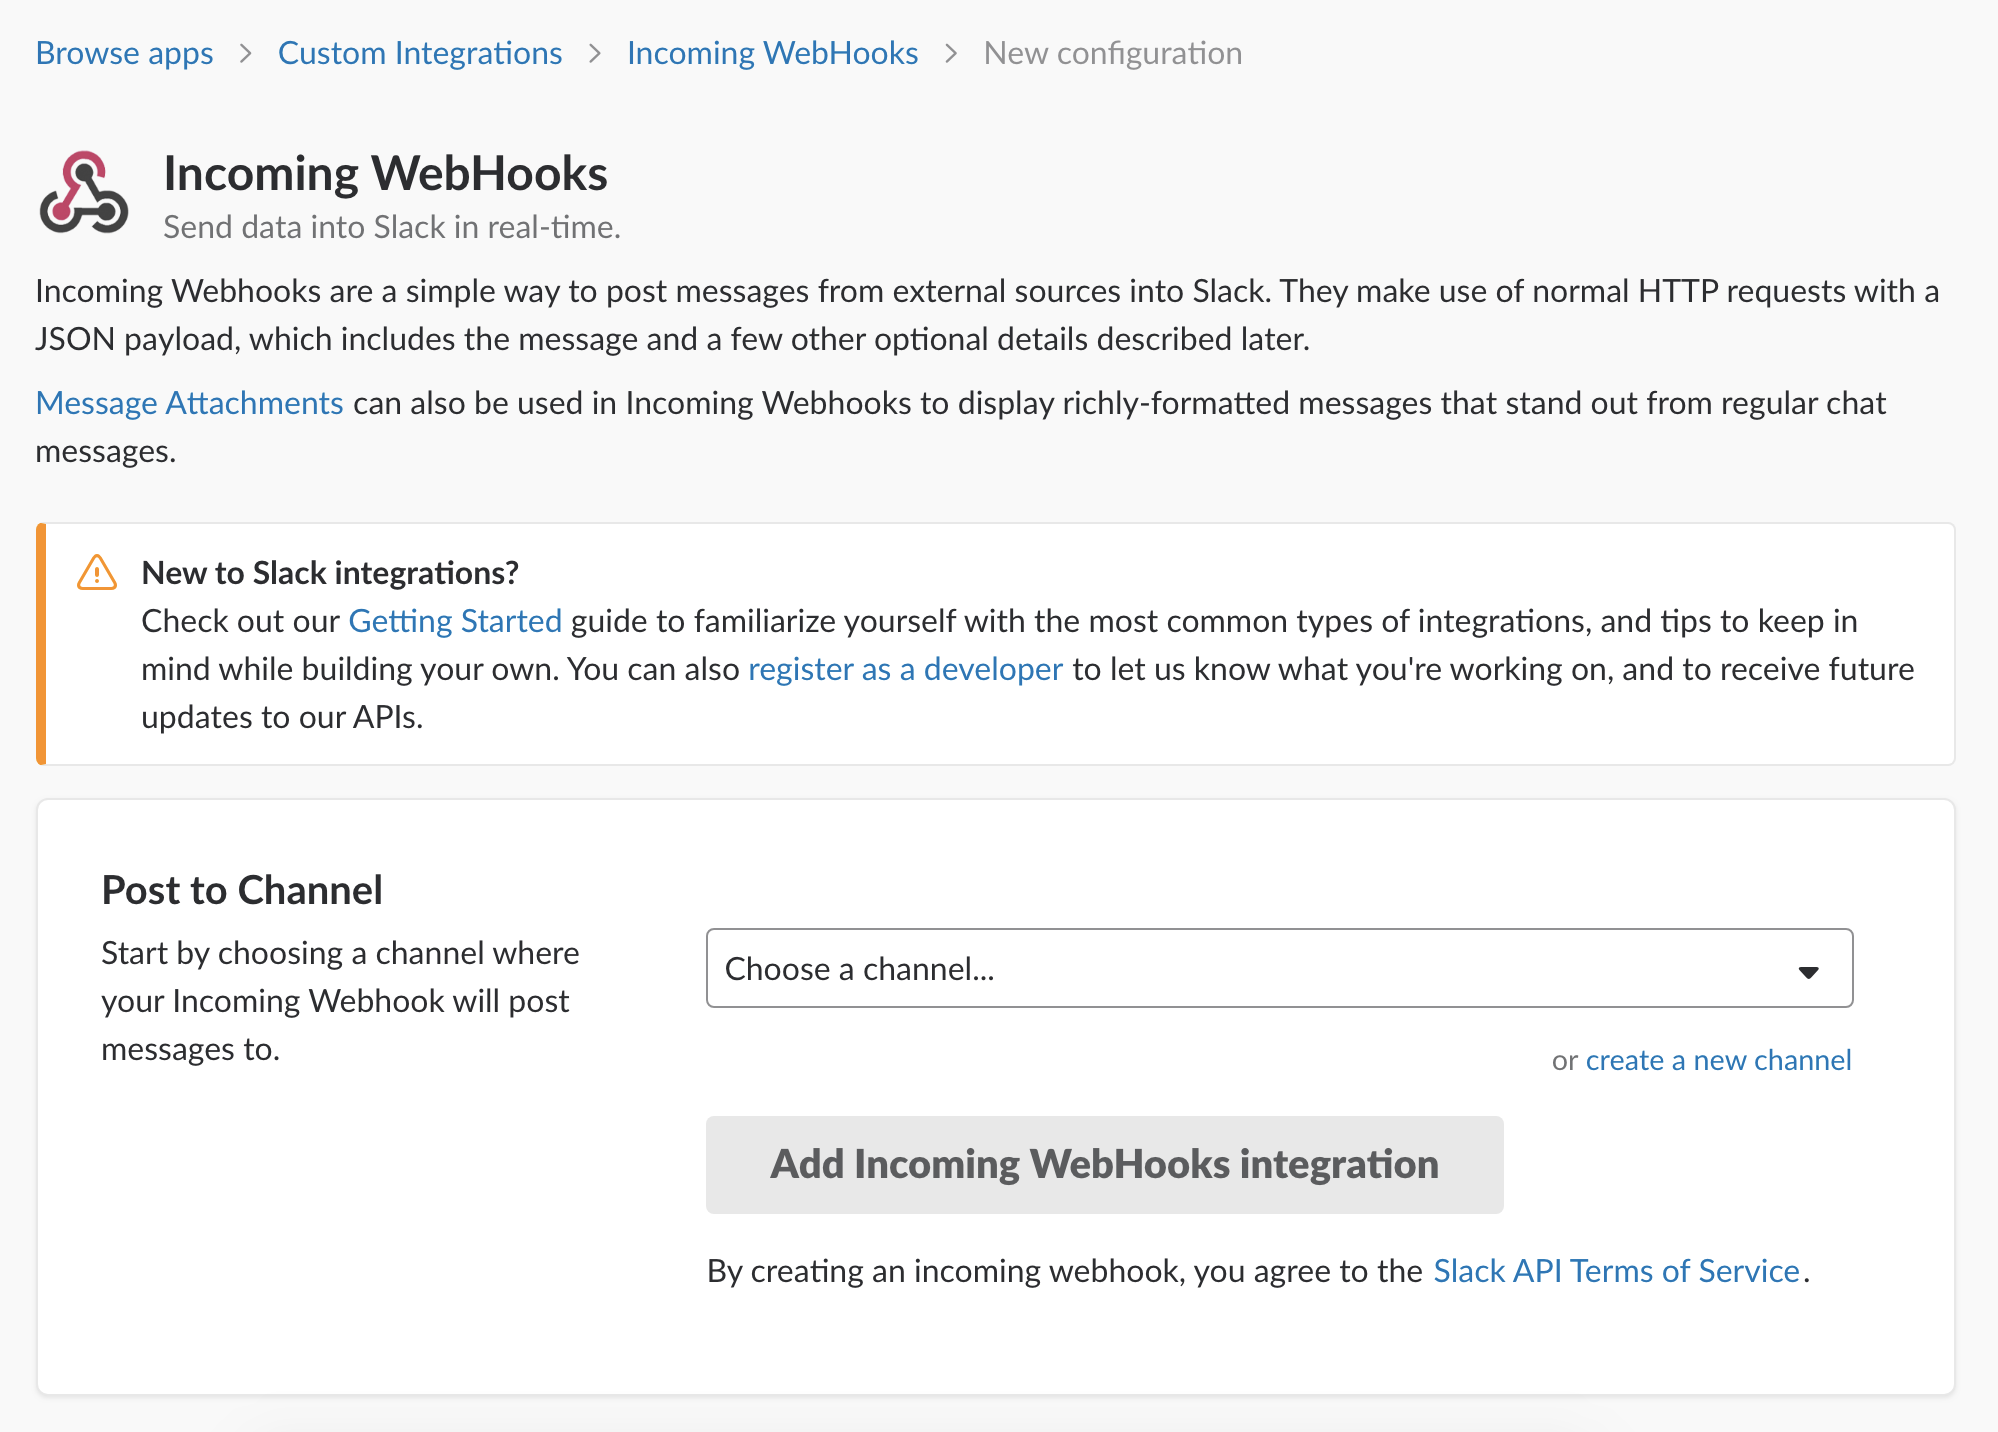 Browse apps > Custom Integrations > Incoming WebHooks > New configuration
Incoming WebHooks
Send data into Slack in real-time.
Incoming Webhooks are a simple way to post messages from external sources into Slack. They make use of normal HTTP requests with a
JSON payload, which includes the message and a few other optional details described later.
Message Attachments can also be used in Incoming Webhooks to display richly-formatted messages that stand out from regular chat
messages.
New to Slack integrations?
Check out our Getting Started guide to familiarize yourself with the most common types of integrations, and tips to keep in
mind while building your own. You can also register as a developer to let us know what you're working on, and to receive future
updates to our APIs.
Post to Channel
Start by choosing a channel where
your Incoming Webhook will post
messages to.
Choose a channel...
or create a new channel
Add Incoming WebHooks integration
By creating an incoming webhook, you agree to the Slack API Terms of Service.